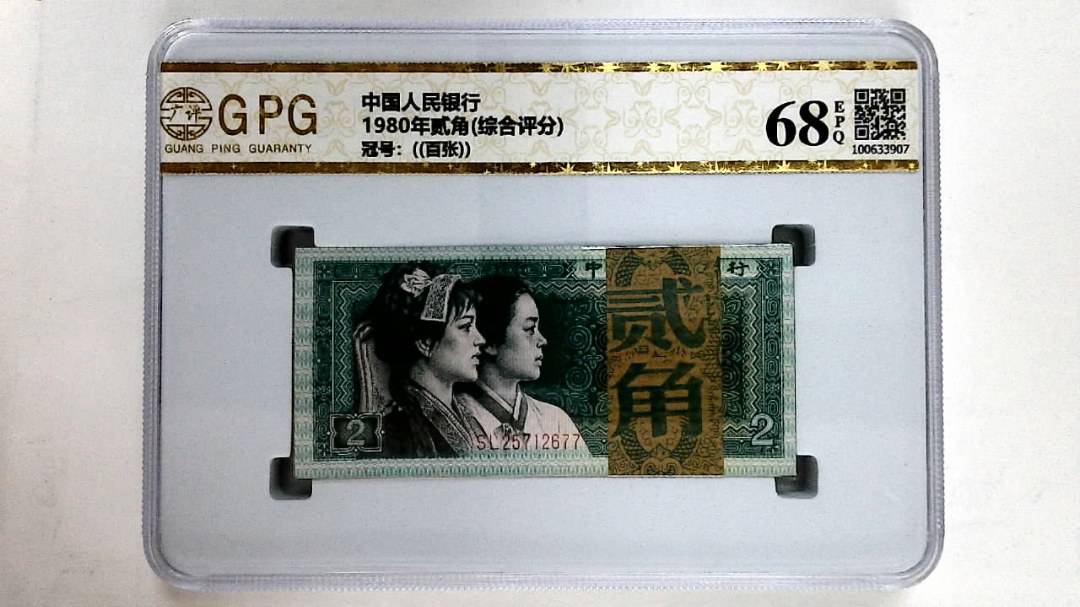 广评
GPG
GUANG PING GUARANTY
中国人民银行
1980年贰角(综合评分)
冠号：((百张))
68
EPQ
100633907
中
行
贰角
2
SL25712677
2